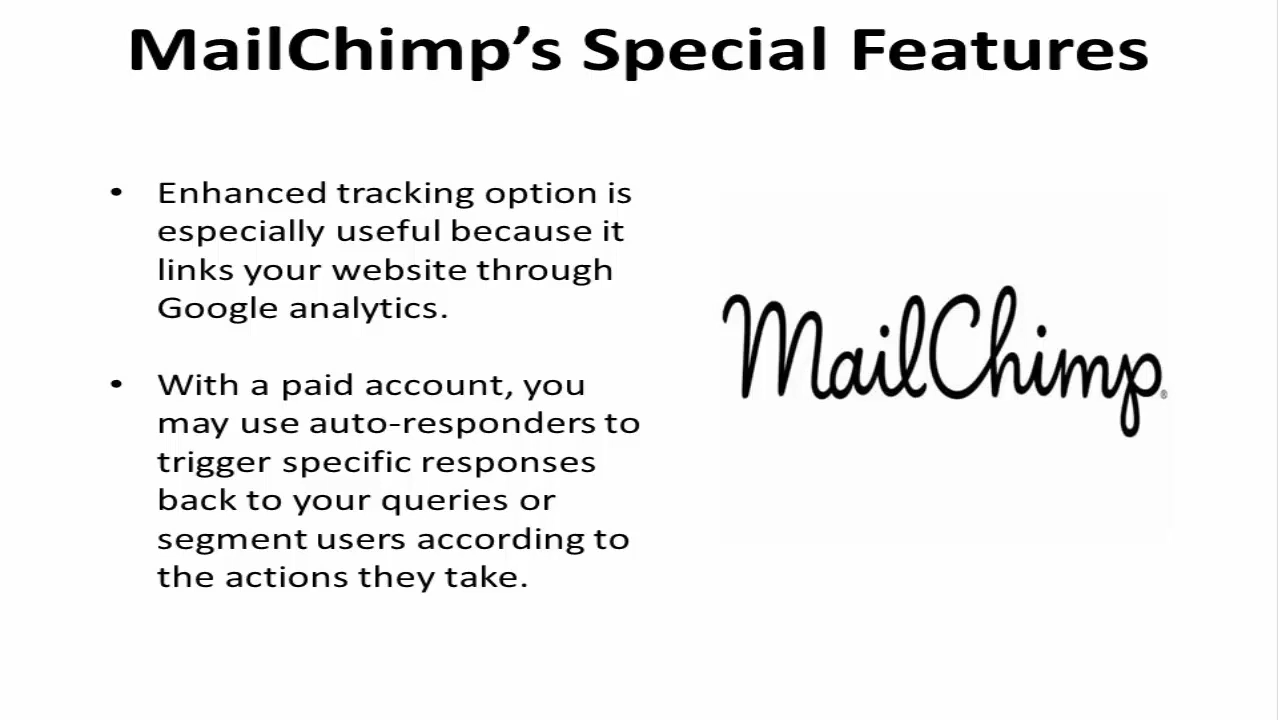 MailChimp’s Special Features
• Enhanced tracking option is
especially useful because it
links your website through
Google analytics.
• With a paid account, you
may use auto-responders to
trigger specific responses
back to your queries or
segment users according to
the actions they take.
MailChimp®